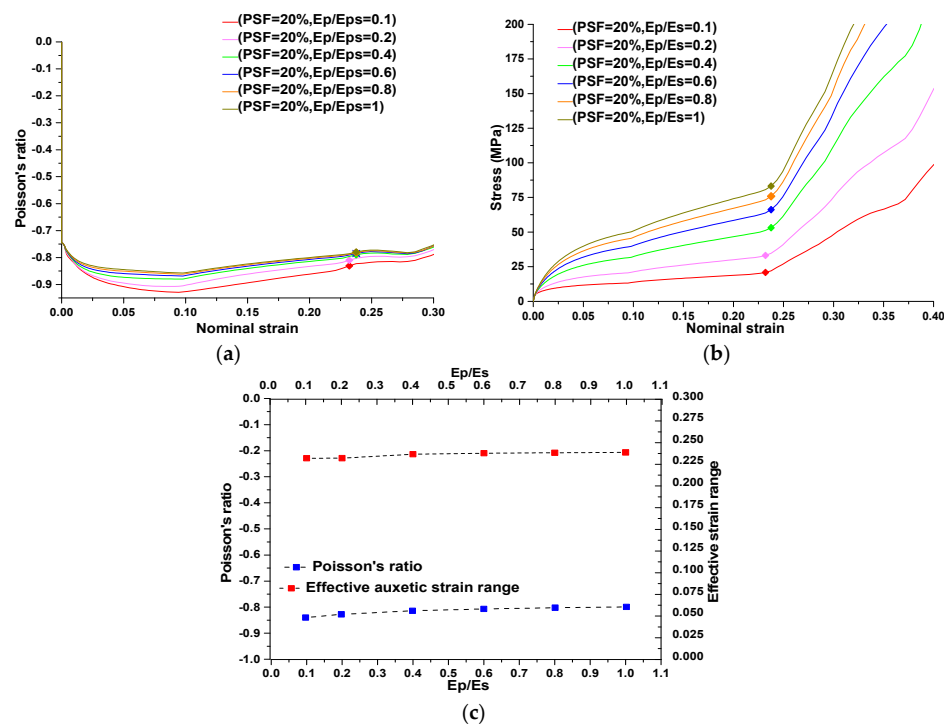 (PSF=20%,Ep/Eps=0.1)
(PSF=20%,Ep/Eps=0.2)
(PSF=20%,Ep/Eps=0.4)
(PSF=20%,Ep/Eps=0.6)
(PSF=20%,Ep/Eps=0.8)
(PSF=20%,Ep/Eps=1)
Poisson's ratio
0.0
-0.1
-0.2
-0.3
-0.4
-0.5
-0.6
-0.7
-0.8
-0.9
0.00 0.05 0.10 0.15 0.20 0.25 0.30
Nominal strain
(a)
(PSF=20%,Ep/Es=0.1)
(PSF=20%,Ep/Es=0.2)
(PSF=20%,Ep/Es=0.4)
(PSF=20%,Ep/Es=0.6)
(PSF=20%,Ep/Es=0.8)
(PSF=20%,Ep/Es=1)
Stress (MPa)
200
175
150
125
100
75
50
25
0
0.00 0.05 0.10 0.15 0.20 0.25 0.30 0.35 0.40
Nominal strain
(b)
Ep/Es
0.0 0.1 0.2 0.3 0.4 0.5 0.6 0.7 0.8 0.9 1.0 1.1
Poisson's ratio
0.0
-0.1
-0.2
-0.3
-0.4
-0.5
-0.6
-0.7
-0.8
-0.9
-1.0
Poisson's ratio
Effective auxetic strain range
0.300
0.275
0.250
0.225
0.200
0.175
0.150
0.125
0.100
0.075
0.050
0.025
0.000
Effective strain range
0.0 0.1 0.2 0.3 0.4 0.5 0.6 0.7 0.8 0.9 1.0 1.1
Ep/Es
(c)